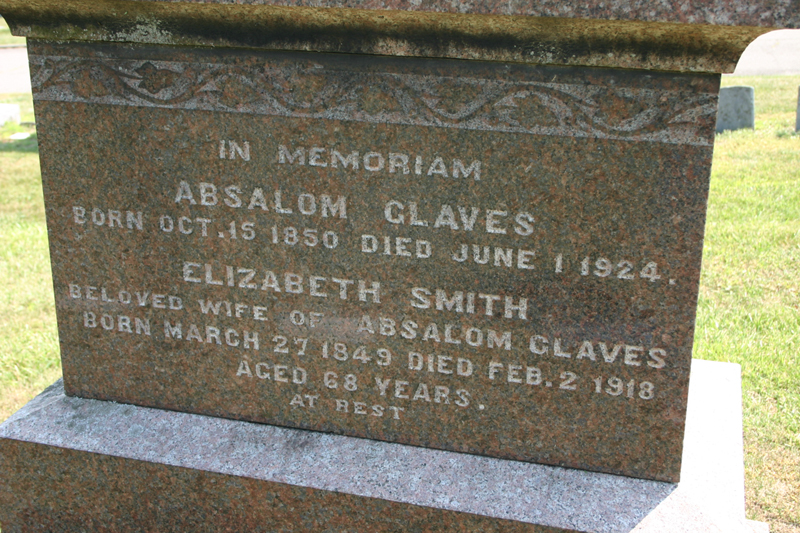 IN MEMORIAM
ABSALOM GLAVES
BORN OCT. 15 1850 DIED JUNE 1 1924.
ELIZABETH SMITH
BELOVED WIFE OF ABSALOM GLAVES
BORN MARCH 27 1849 DIED FEB. 2 1918
AGED 68 YEARS.
AT REST